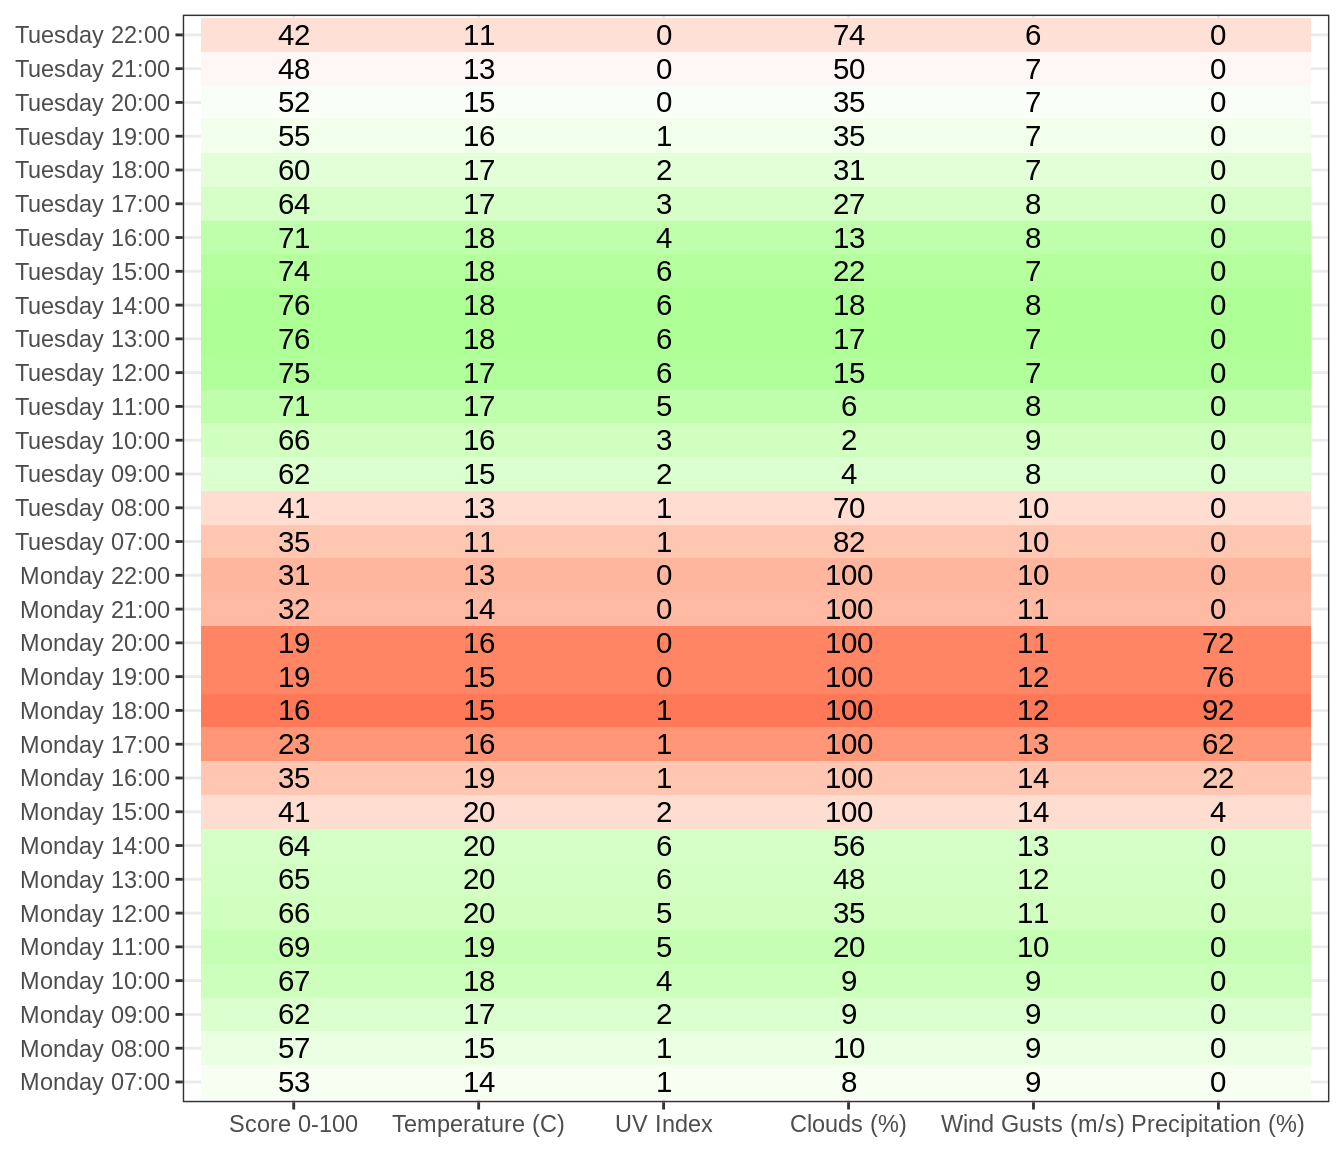 Tuesday 22:00 42 11 0 74 6 0
Tuesday 21:00 48 13 0 50 7 0
Tuesday 20:00 52 15 0 35 7 0
Tuesday 19:00 55 16 1 35 7 0
Tuesday 18:00 60 17 2 31 7 0
Tuesday 17:00 64 17 3 27 8 0
Tuesday 16:00 71 18 4 13 8 0
Tuesday 15:00 74 18 6 22 7 0
Tuesday 14:00 76 18 6 18 8 0
Tuesday 13:00 76 18 6 17 7 0
Tuesday 12:00 75 17 6 15 7 0
Tuesday 11:00 71 17 5 6 8 0
Tuesday 10:00 66 16 3 2 9 0
Tuesday 09:00 62 15 2 4 8 0
Tuesday 08:00 41 13 1 70 10 0
Tuesday 07:00 35 11 1 82 10 0
Monday 22:00 31 13 0 100 10 0
Monday 21:00 32 14 0 100 11 0
Monday 20:00 19 16 0 100 11 72
Monday 19:00 19 15 0 100 12 76
Monday 18:00 16 15 1 100 12 92
Monday 17:00 23 16 1 100 13 62
Monday 16:00 35 19 1 100 14 22
Monday 15:00 41 20 2 100 14 4
Monday 14:00 64 20 6 56 13 0
Monday 13:00 65 20 6 48 12 0
Monday 12:00 66 20 5 35 11 0
Monday 11:00 69 19 5 20 10 0
Monday 10:00 67 18 4 9 9 0
Monday 09:00 62 17 2 9 9 0
Monday 08:00 57 15 1 10 9 0
Monday 07:00 53 14 1 8 9 0
Score 0-100 Temperature (C) UV Index Clouds (%) Wind Gusts (m/s) Precipitation (%)